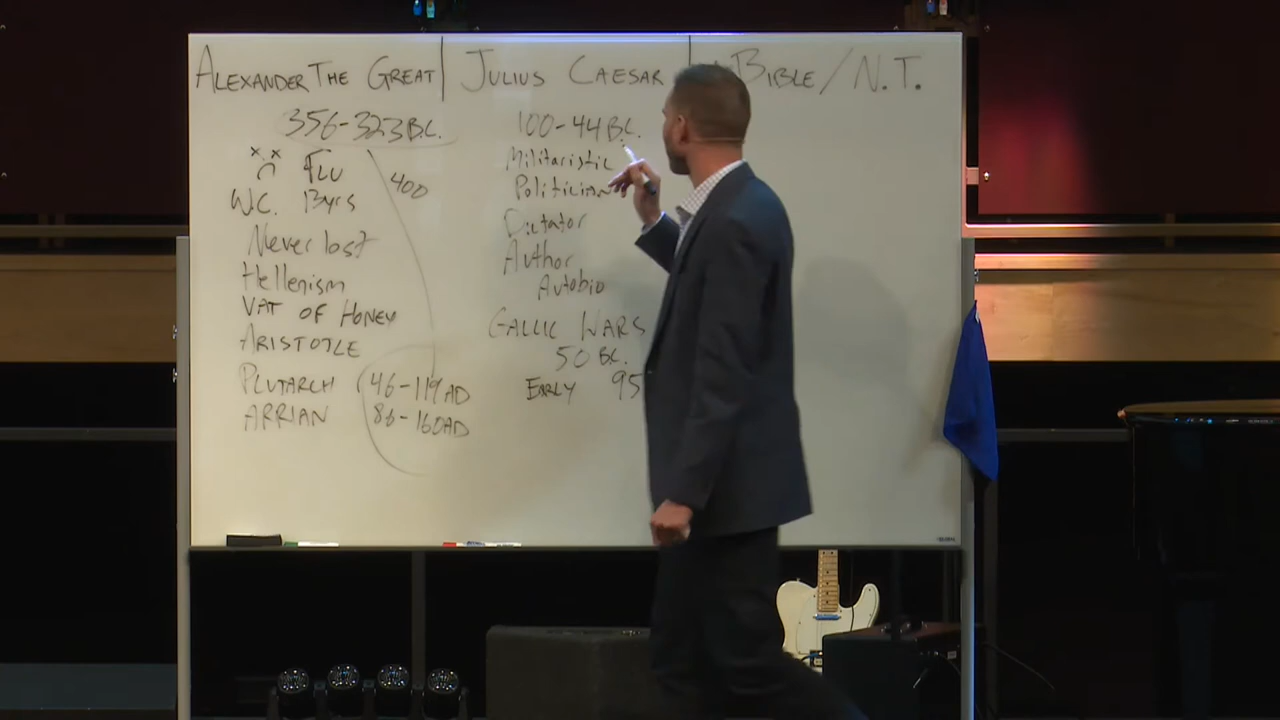 ALEXANDER THE GREAT
356-323 B.C.
FLU
400
W.C. 13yrs
Never lost
Hellenism
VAT OF HONEY
ARISTOTLE
PLUTARCH 46-119 AD
ARRIAN 86-160 AD
JULIUS CAESAR
100-44 B.C.
Militaristic
Politician
Dictator
Author
Autobio
GALLIC WARS
50 B.C.
EARLY 95
BIBLE/N.T.